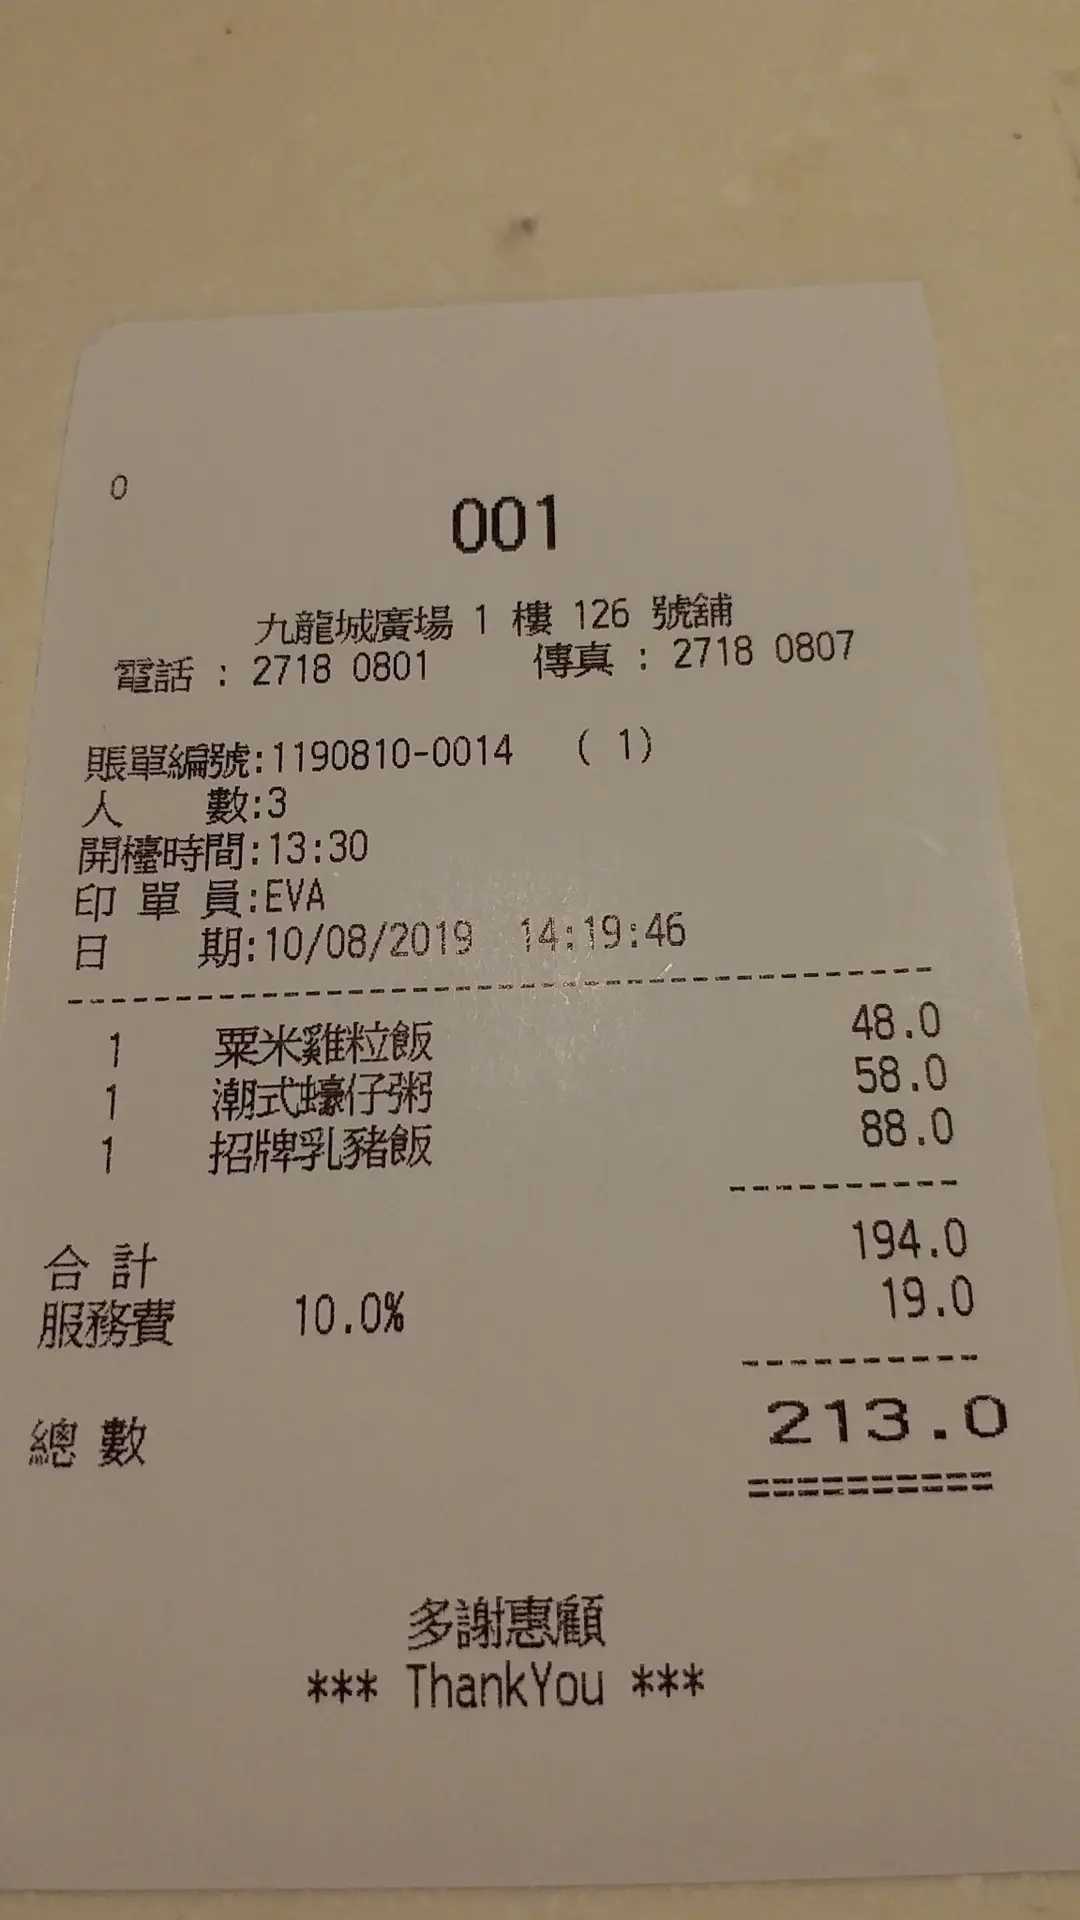 0
001
九龍城廣場 1 樓 126 號舖
電話 : 2718 0801 傳真 : 2718 0807
賬單編號:1190810-0014 ( 1)
人 數:3
開檯時間:13:30
印 單 員:EVA
日 期:10/08/2019 14:19:46
1 粟米雞粒飯 48.0
1 潮式蠔仔粥 58.0
1 招牌乳豬飯 88.0
合 計 194.0
服務費 10.0% 19.0
總 數 213.0
多謝惠顧
*** ThankYou ***